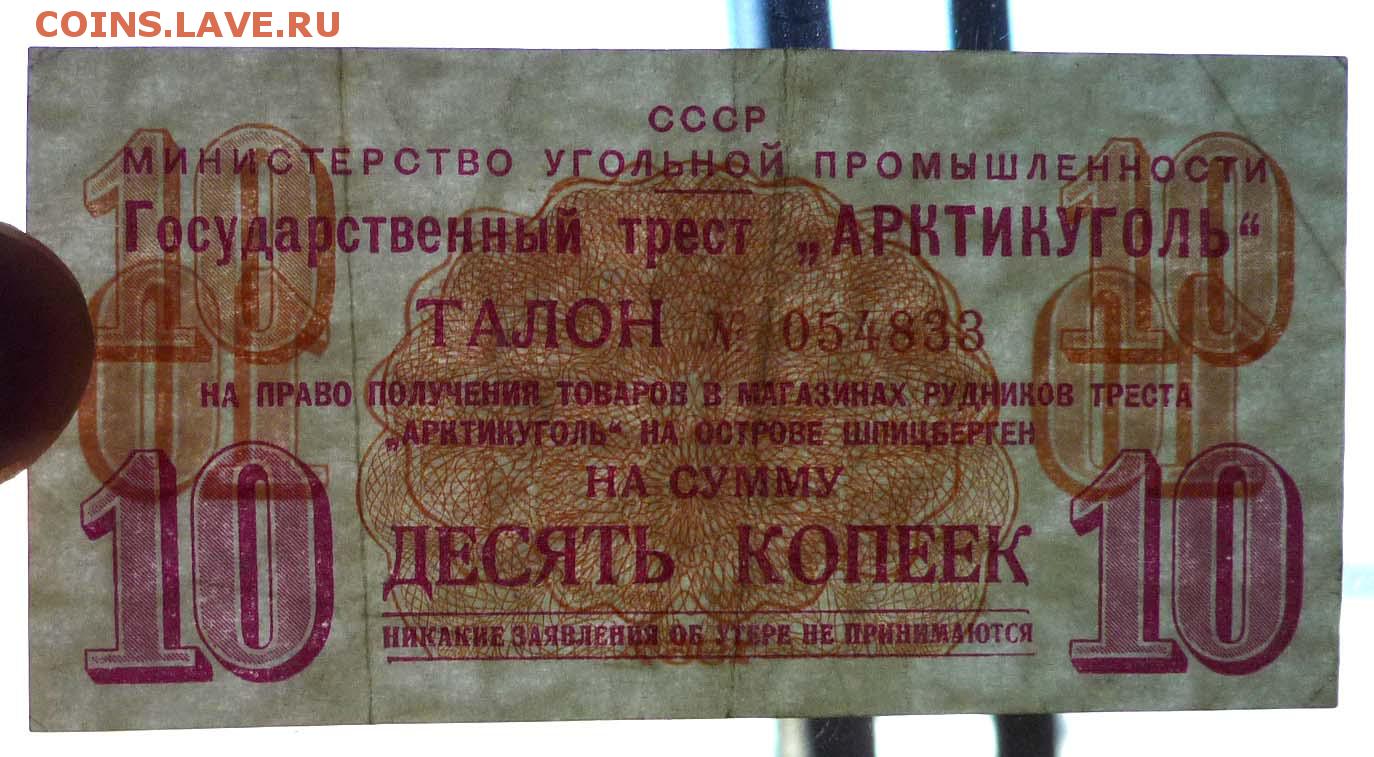 COINS.LAVE.RU
СССР
МИНИСТЕРСТВО УГОЛЬНОЙ ПРОМЫШЛЕННОСТИ
Государственный трест „АРКТИКУГОЛЬ“
ТАЛОН № 054833
НА ПРАВО ПОЛУЧЕНИЯ ТОВАРОВ В МАГАЗИНАХ РУДНИКОВ ТРЕСТА
„АРКТИКУГОЛЬ“ НА ОСТРОВЕ ШПИЦБЕРГЕН
НА СУММУ
10 ДЕСЯТЬ КОПЕЕК 10
НИКАКИЕ ЗАЯВЛЕНИЯ ОБ УТЕРЕ НЕ ПРИНИМАЮТСЯ